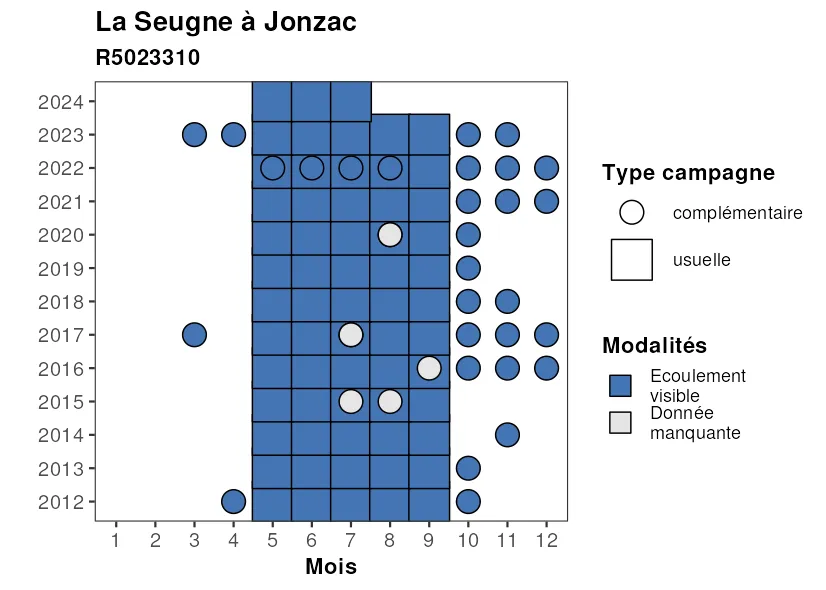 La Seugne à Jonzac
R5023310
2024
2023
2022
2021
2020
2019
2018
2017
2016
2015
2014
2013
2012
1 2 3 4 5 6 7 8 9 10 11 12
Mois
Type campagne
complémentaire
usuelle
Modalités
Ecoulement
visible
Donnée
manquante